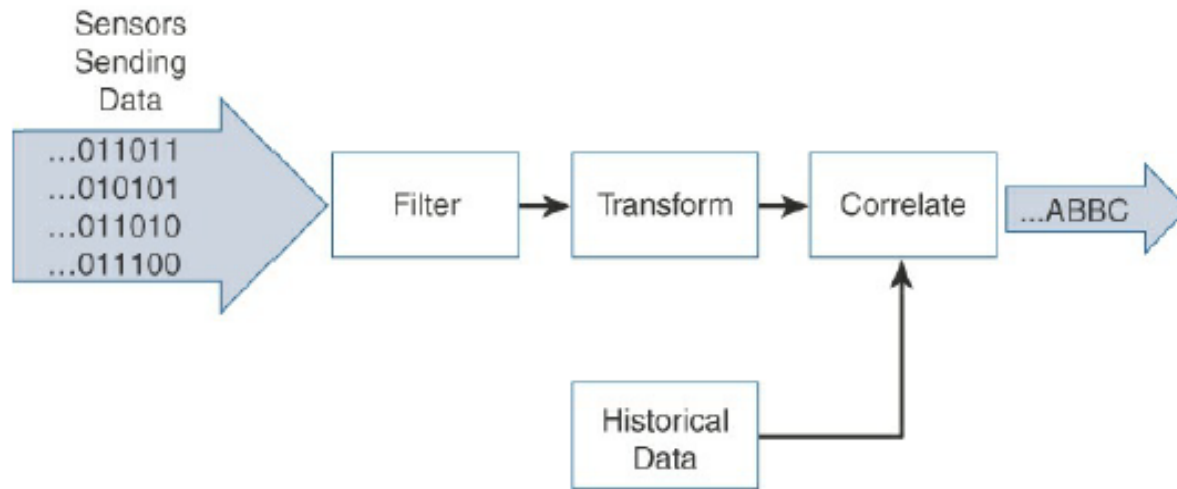 Sensors
Sending
Data
...011011
...010101
...011010
...011100
Filter
Transform
Correlate
...ABBC
Historical
Data